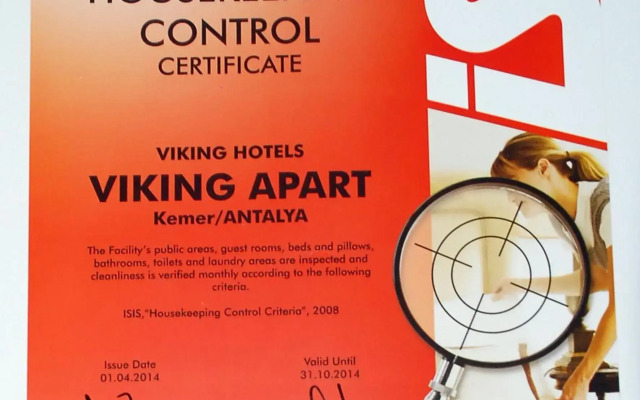 CONTROL
CERTIFICATE
VIKING HOTELS
VIKING APART
Kemer/ANTALYA
The Facility's public areas, guest rooms, beds and pillows,
bathrooms, toilets and laundry areas are inspected and
cleanliness is verified monthly according to the following
criteria.
ISIS,"Housekeeping Control Criteria", 2008
Issue Date
01.04.2014
Valid Until
31.10.2014